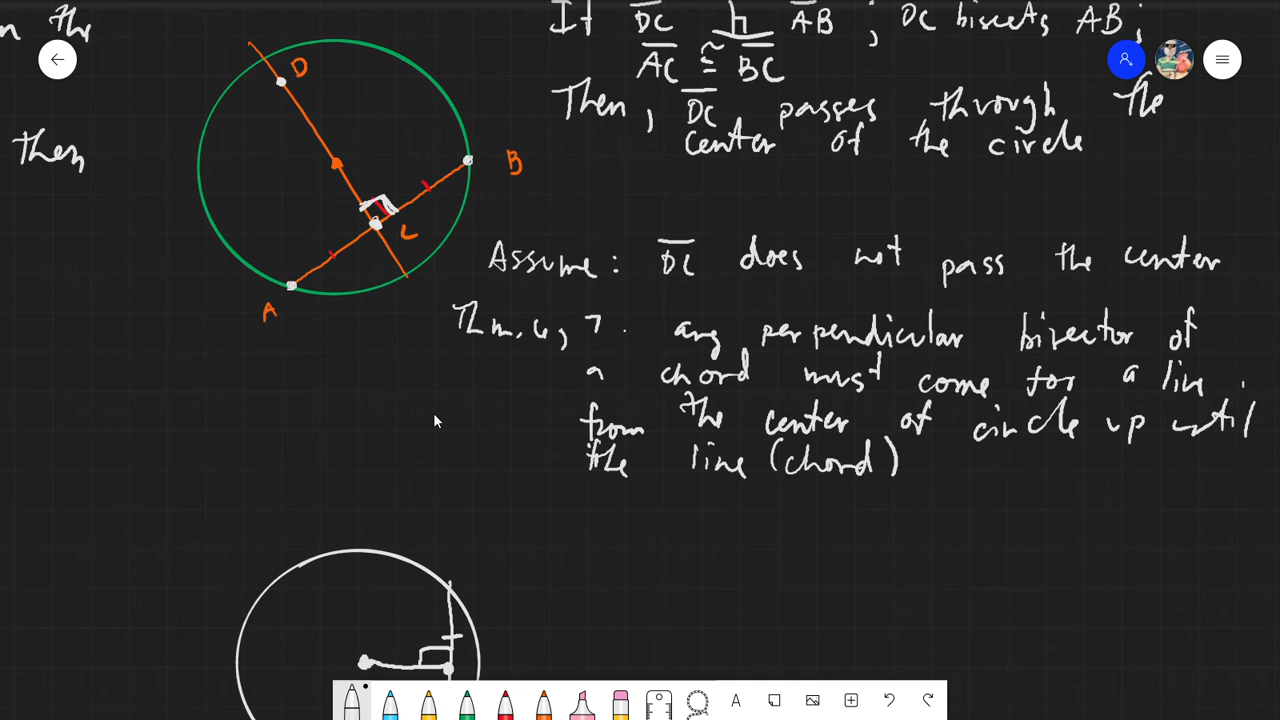 n the
If DC h AB ; DC bisects AB ;
AC ≅ BC
Then, DC passes through the
center of the circle
then
D
B
C
A
Assume: DC does not pass the center
Thm. 6, 7. any perpendicular bisector of
a chord must come for a line
from the center of circle up until
the line (chord)
A